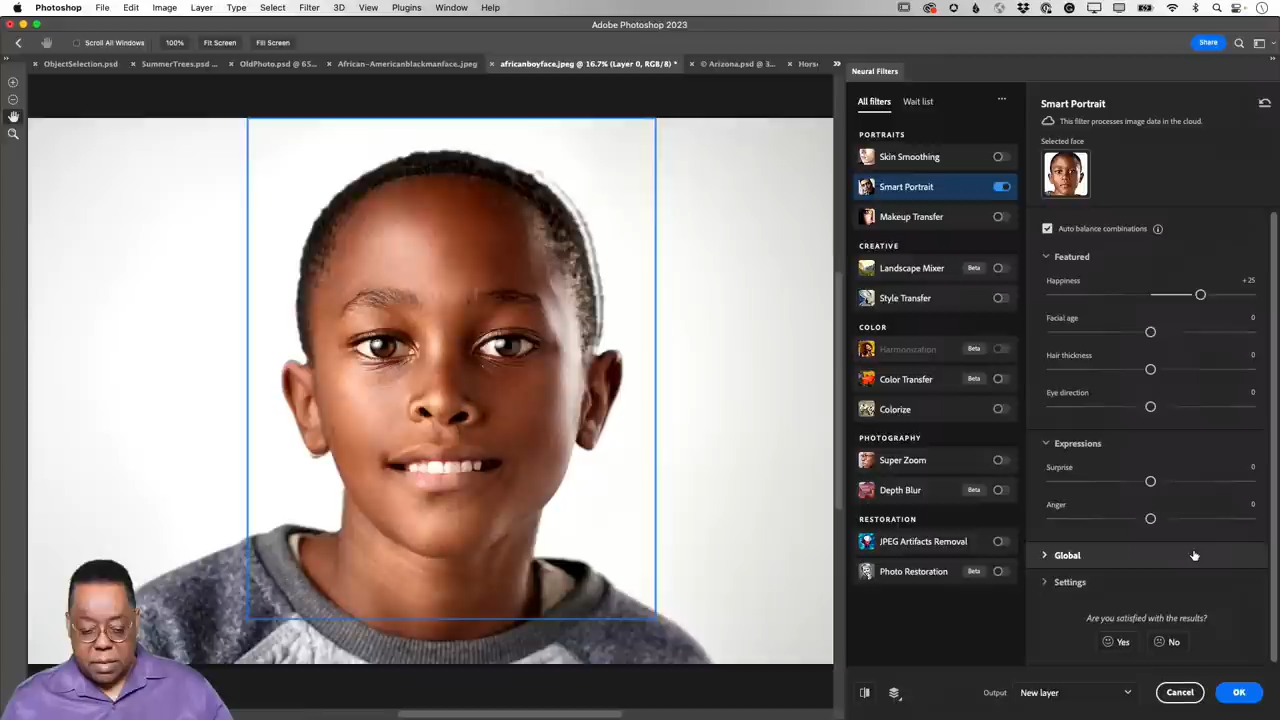 Photoshop File Edit Image Layer Type Select Filter 3D View Plugins Window Help
Adobe Photoshop 2023
Scroll All Windows 100% Fit Screen Fill Screen Share
ObjectSelection.psd SummerTrees.psd ... OldPhoto.psd @ 65... African-Americanblackmanface..jpeg africanboyface.jpeg @ 16.7% (Layer 0, RGB/8) * © Arizona.psd @ 3... Hors
Neural Filters
All filters Wait list
PORTRAITS
Skin Smoothing
Smart Portrait
Makeup Transfer
CREATIVE
Landscape Mixer Beta
Style Transfer
COLOR
Harmonization Beta
Color Transfer Beta
Colorize
PHOTOGRAPHY
Super Zoom
Depth Blur Beta
RESTORATION
JPEG Artifacts Removal
Photo Restoration Beta
Smart Portrait
This filter processes image data in the cloud.
Selected face
Auto balance combinations
Featured
Happiness +25
Facial age 0
Hair thickness 0
Eye direction 0
Expressions
Surprise 0
Anger 0
Global
Settings
Are you satisfied with the results?
Yes No
Output New layer Cancel OK